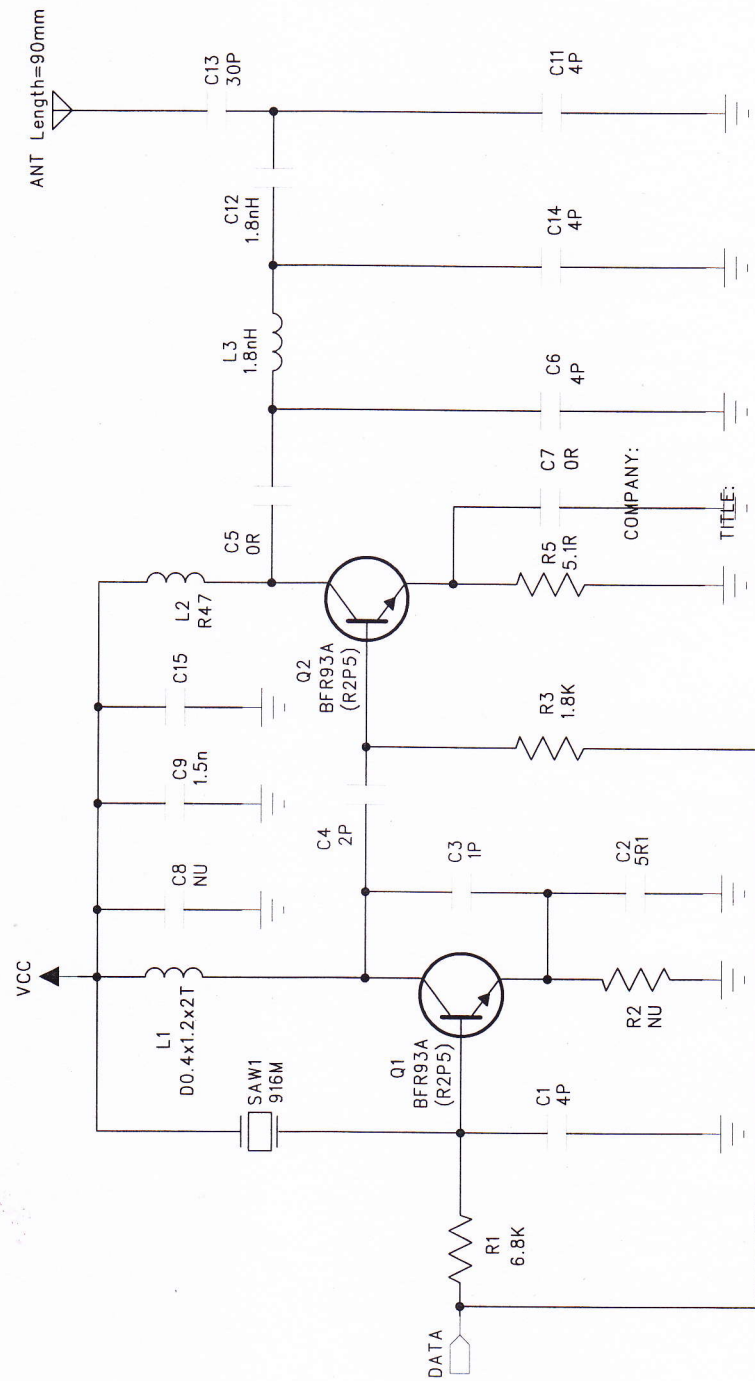 ANT Length=90mm
C13
30P
C11
4P
C12
1.8nH
C14
4P
L3
1.8nH
C6
4P
C7
0R
COMPANY:
TITLE:
C5
0R
R5
5.1R
L2
R47
Q2
BFR93A
(R2P5)
C15
R3
1.8K
C9
1.5n
C4
2P
C8
NU
C3
1P
C2
5R1
VCC
L1
D0.4x1.2x2T
Q1
BFR93A
(R2P5)
R2
NU
SAW1
916M
C1
4P
R1
6.8K
DATA